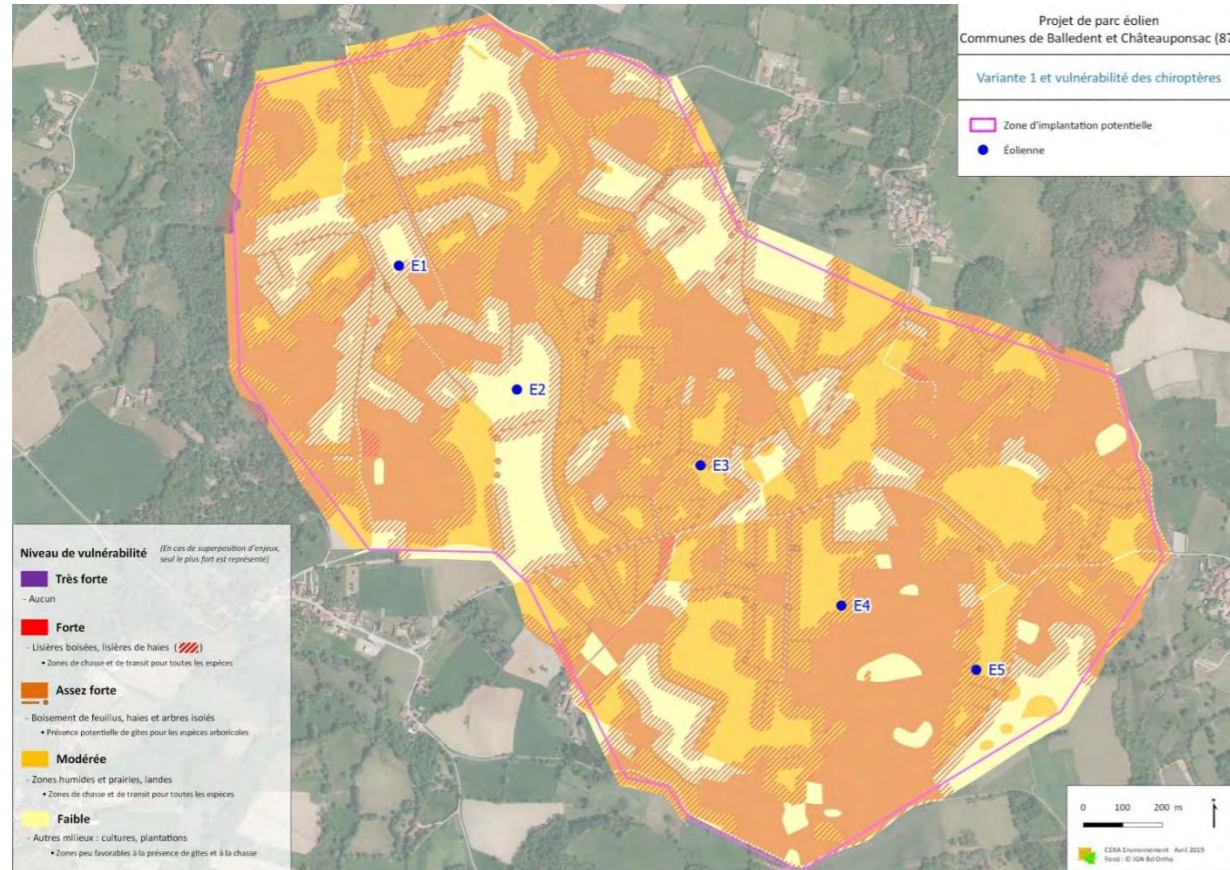 Projet de parc éolien
Communes de Balledent et Châteauponsac (87
Variante 1 et vulnérabilité des chiroptères
Zone d'implantation potentielle
Éolienne
E1
E2
E3
E4
E5
Niveau de vulnérabilité (En cas de superposition d'enjeux,
seul le plus fort est représenté)
Très forte
- Aucun
Forte
- Lisières boisées, lisières de haies ( )
• Zones de chasse et de transit pour toutes les espèces
Assez forte
- Boisement de feuillus, haies et arbres isolés
• Présence potentielle de gites pour les espèces arboricoles
Modérée
- Zones humides et prairies, landes
• Zones de chasse et de transit pour toutes les espèces
Faible
- Autres milieux : cultures, plantations
• Zones peu favorables à la présence de gites et à la chasse
0 100 200 m
CERA Environnement Avril 2019
Fond : © IGN Bd Ortho